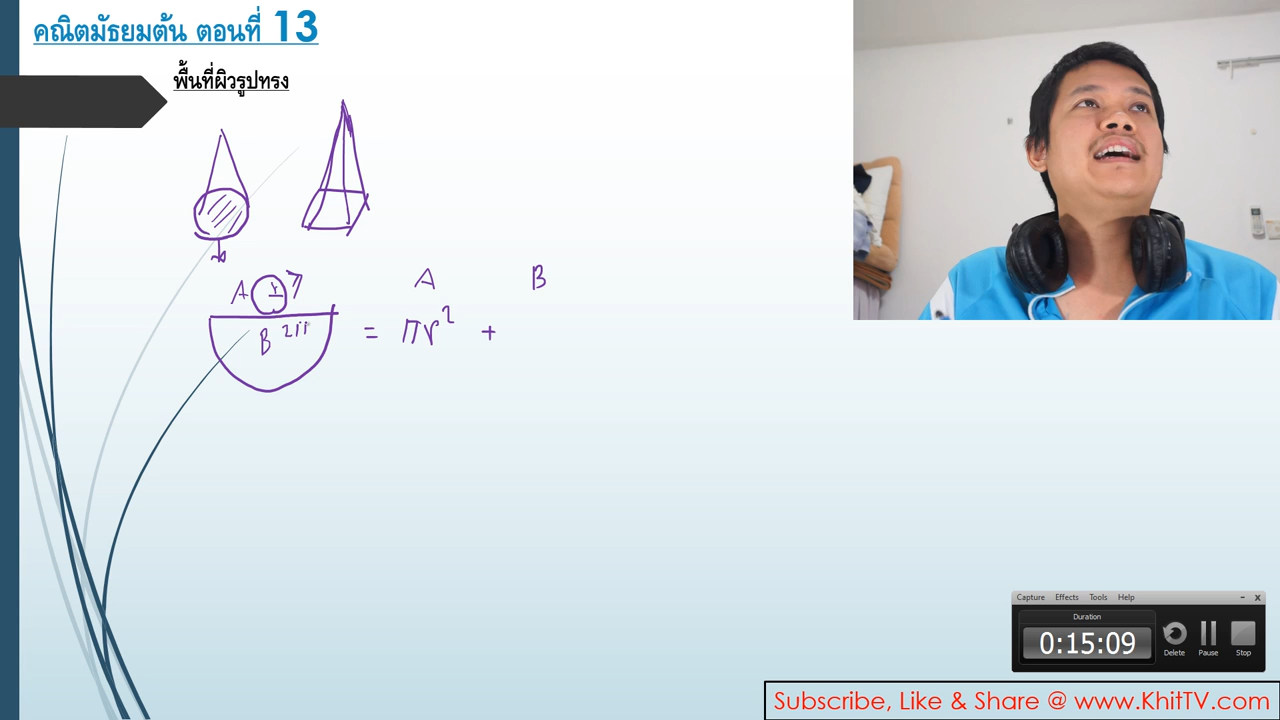 คณิตมัธยมต้น ตอนที่ 13
พื้นที่ผิวรูปทรง
A r
A B
B 2π = πr² +
Capture Effects Tools Help
Duration
0:15:09
Delete Pause Stop
Subscribe, Like & Share @ www.KhitTV.com